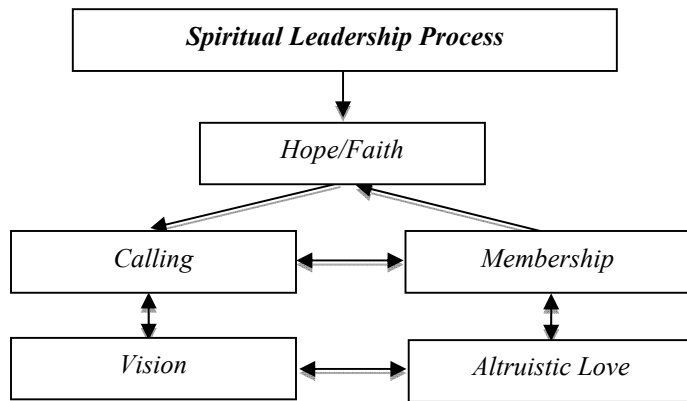 Spiritual Leadership Process
Hope/Faith
Calling
Membership
Vision
Altruistic Love